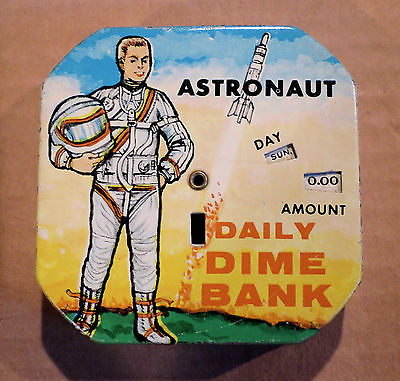 ASTRONAUT
DAY
SUN.
0.00
AMOUNT
DAILY
DIME
BANK